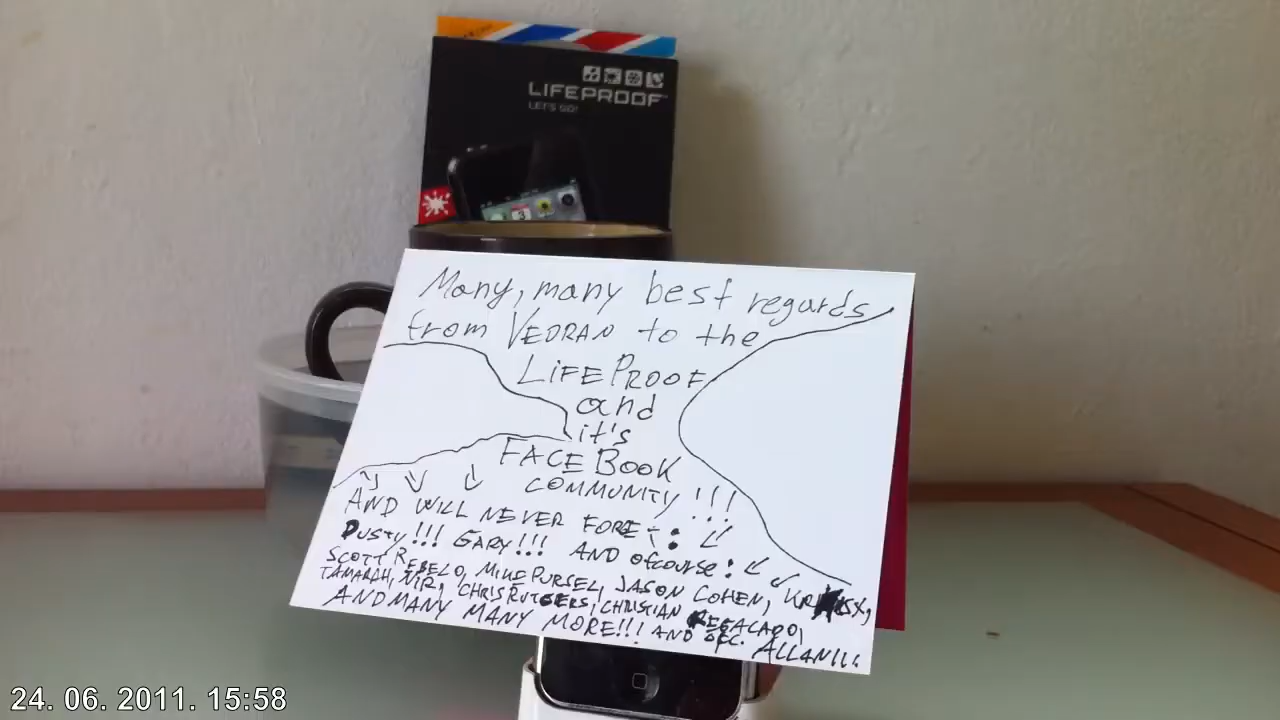 LIFEPROOF
LET'S GO!
Many, many best regards
from VEDRAN to the
LiFEPROOF
and
it's
FACEBOOK
COMMUNITY!!!
AND WILL NEVER FORGET:
DUSTY!!! GARY!!! AND Ofcourse:
SCOTT REBELO, MIKE PURSEL, JASON COHEN,
TAMARAH, NIR, CHRIS RUTGERS, CHRISTIAN REGALADO,
AND MANY MANY MORE!!! AND OFC. ALLAN!!!
24. 06. 2011. 15:58